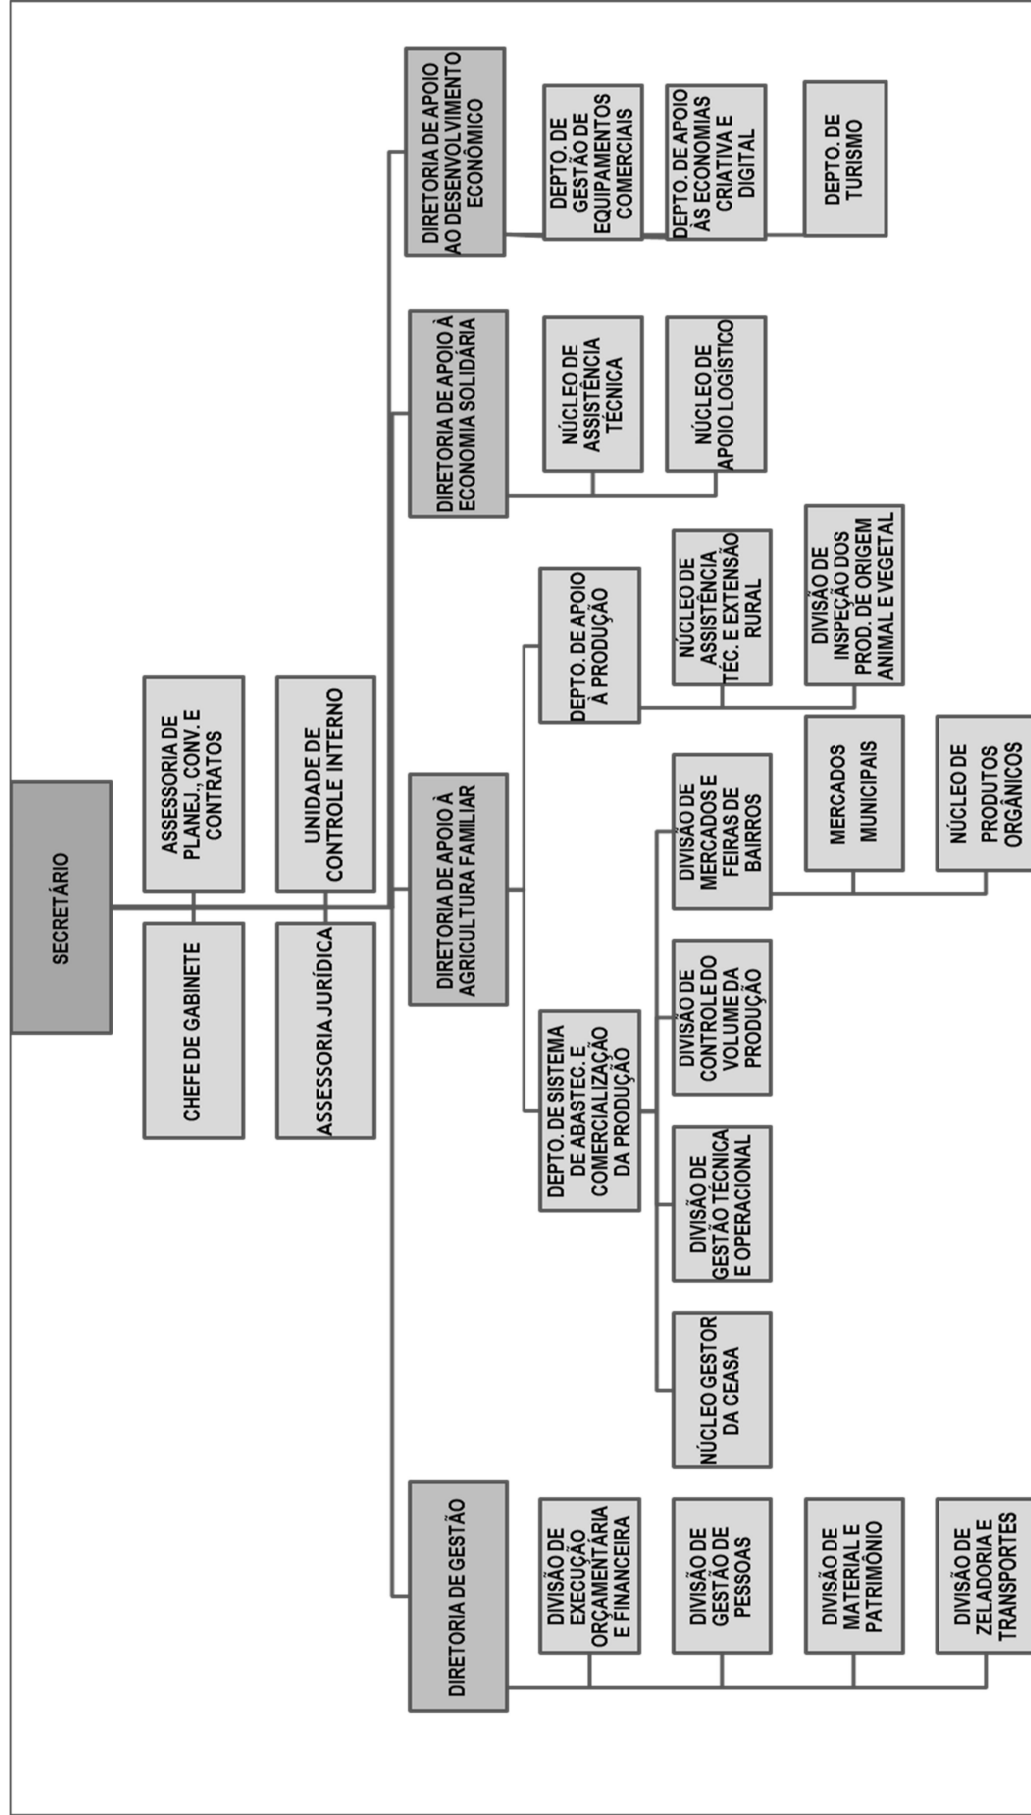 SECRETÁRIO
CHEFE DE GABINETE
ASSESSORIA DE
PLANEJ., CONV. E
CONTRATOS
ASSESSORIA JURÍDICA
UNIDADE DE
CONTROLE INTERNO
DIRETORIA DE GESTÃO
DIVISÃO DE
EXECUÇÃO
ORÇAMENTÁRIA
E FINANCEIRA
DIVISÃO DE
GESTÃO DE
PESSOAS
DIVISÃO DE
MATERIAL E
PATRIMÔNIO
DIVISÃO DE
ZELADORIA E
TRANSPORTES
DIRETORIA DE APOIO À
AGRICULTURA FAMILIAR
DEPTO. DE SISTEMA
DE ABASTEC. E
COMERCIALIZAÇÃO
DA PRODUÇÃO
NÚCLEO GESTOR
DA CEASA
DIVISÃO DE
GESTÃO TÉCNICA
E OPERACIONAL
DIVISÃO DE
CONTROLE DO
VOLUME DA
PRODUÇÃO
DIVISÃO DE
MERCADOS E
FEIRAS DE
BAIRROS
MERCADOS
MUNICIPAIS
NÚCLEO DE
PRODUTOS
ORGÂNICOS
DEPTO. DE APOIO
À PRODUÇÃO
NÚCLEO DE
ASSISTÊNCIA
TÉC. E EXTENSÃO
RURAL
DIVISÃO DE
INSPEÇÃO DOS
PROD. DE ORIGEM
ANIMAL E VEGETAL
DIRETORIA DE APOIO À
ECONOMIA SOLIDÁRIA
NÚCLEO DE
ASSISTÊNCIA
TÉCNICA
NÚCLEO DE
APOIO LOGÍSTICO
DIRETORIA DE APOIO
AO DESENVOLVIMENTO
ECONÔMICO
DEPTO. DE
GESTÃO DE
EQUIPAMENTOS
COMERCIAIS
DEPTO. DE APOIO
ÀS ECONOMIAS
CRIATIVA E
DIGITAL
DEPTO. DE
TURISMO